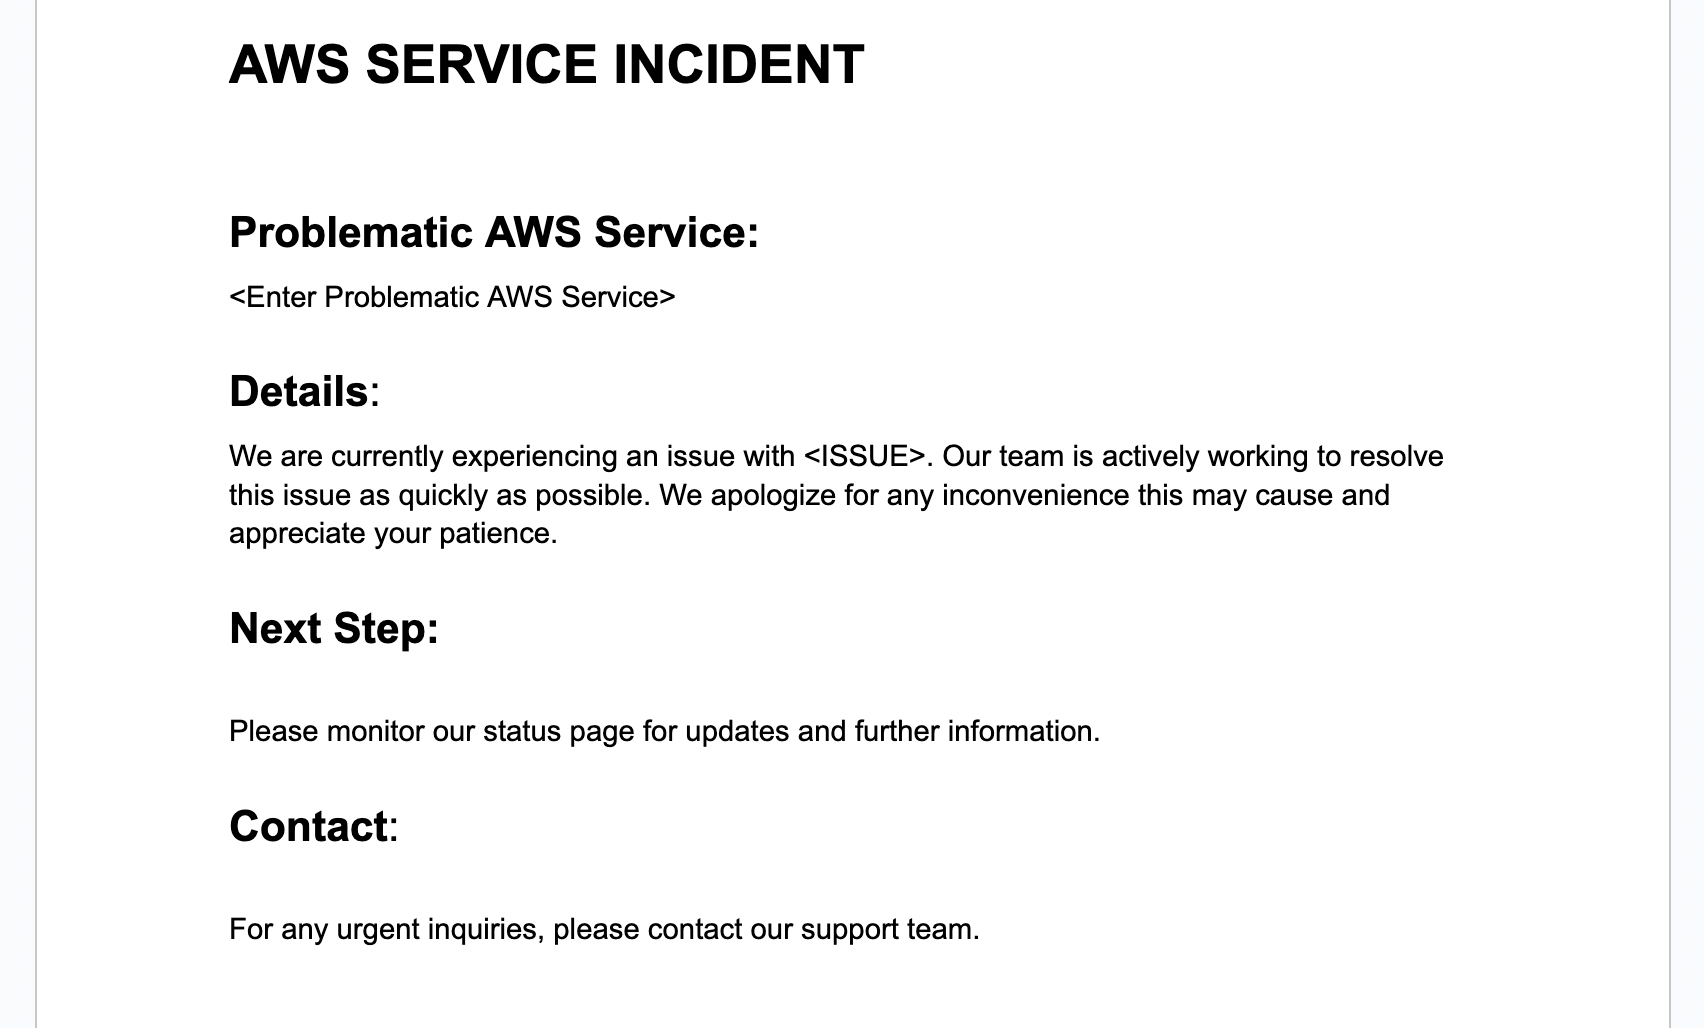 AWS SERVICE INCIDENT
Problematic AWS Service:
<Enter Problematic AWS Service>
Details:
We are currently experiencing an issue with <ISSUE>. Our team is actively working to resolve
this issue as quickly as possible. We apologize for any inconvenience this may cause and
appreciate your patience.
Next Step:
Please monitor our status page for updates and further information.
Contact:
For any urgent inquiries, please contact our support team.